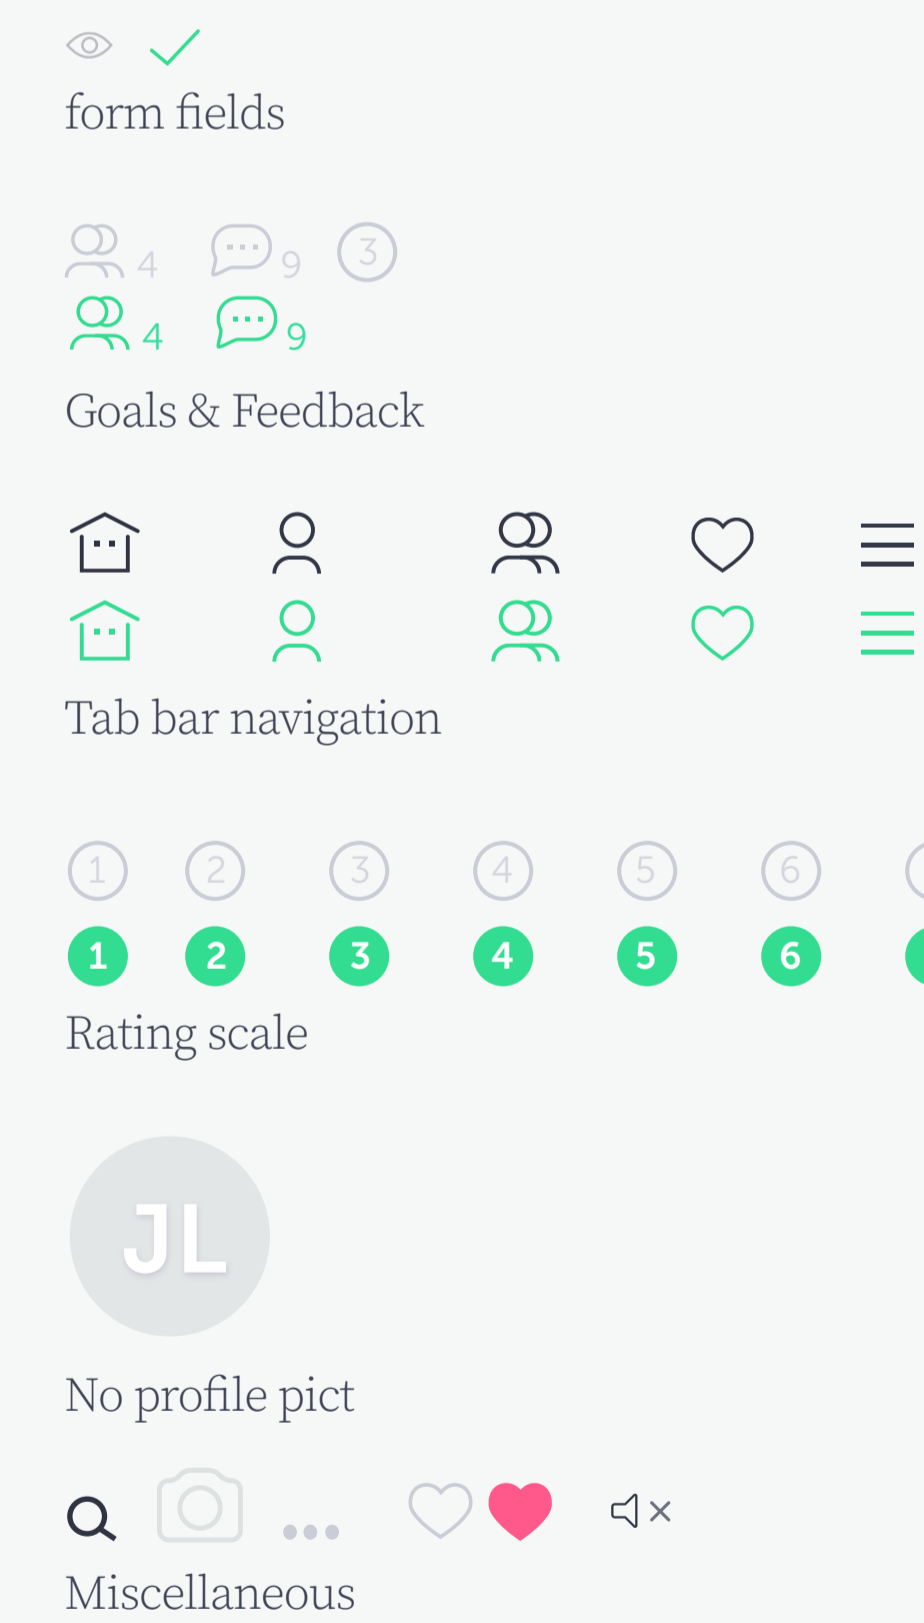 form fields
4 9 3
4 9
Goals & Feedback
Tab bar navigation
1 2 3 4 5 6
1 2 3 4 5 6
Rating scale
JL
No profile pict
Miscellaneous